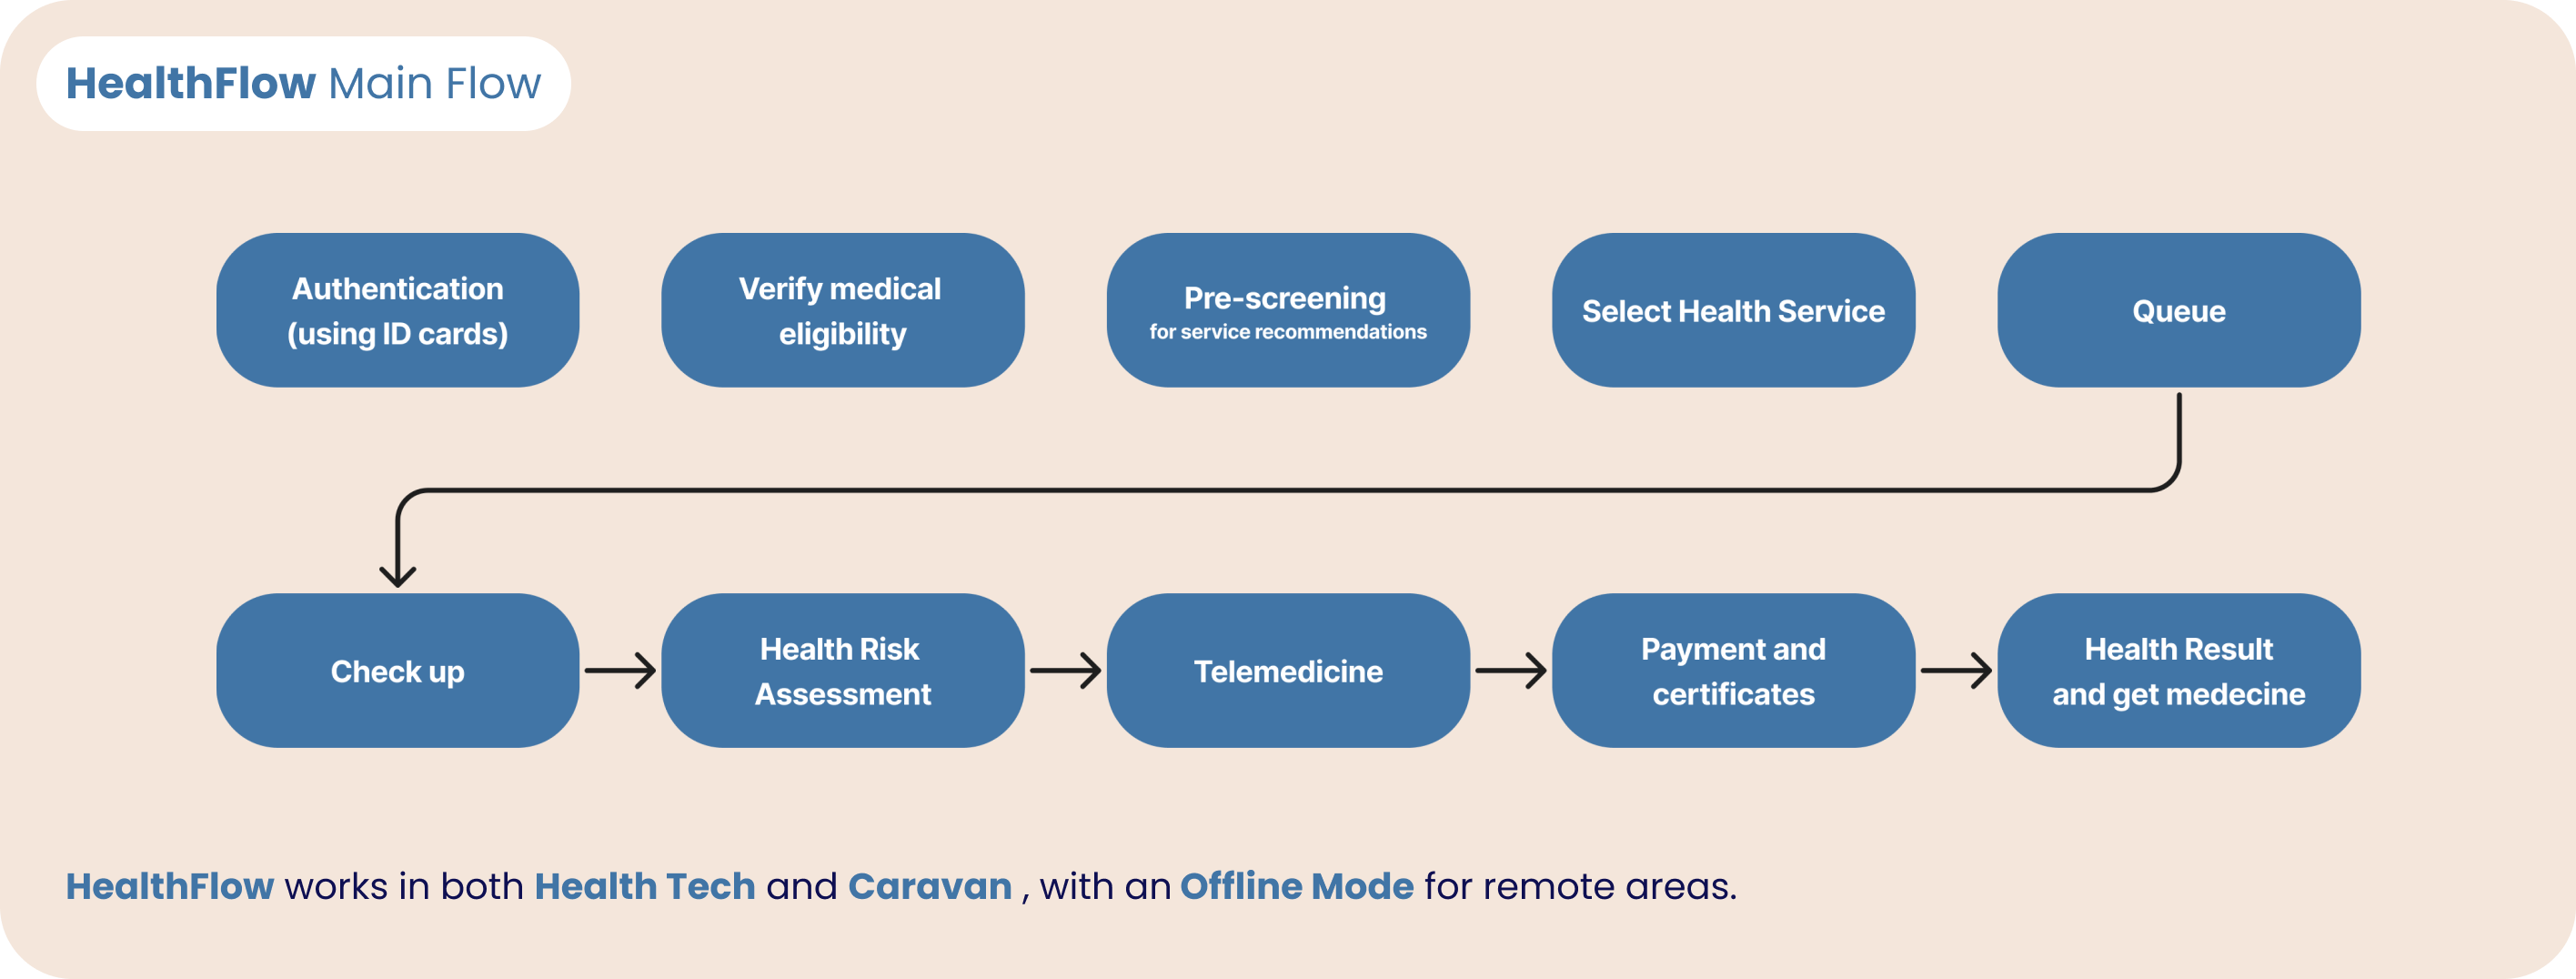 HealthFlow Main Flow
Authentication
(using ID cards)
Verify medical
eligibility
Pre-screening
for service recommendations
Select Health Service
Queue
Check up
Health Risk
Assessment
Telemedicine
Payment and
certificates
Health Result
and get medecine
HealthFlow works in both Health Tech and Caravan , with an Offline Mode for remote areas.